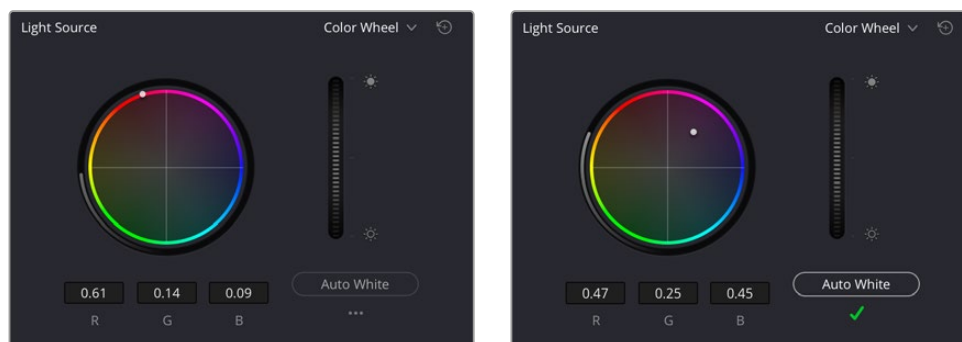 Light Source Color Wheel
0.61 0.14 0.09
R G B
Auto White
Light Source Color Wheel
0.47 0.25 0.45
R G B
Auto White